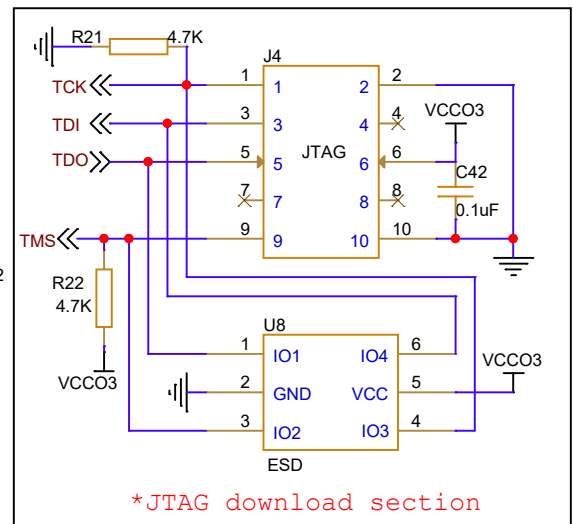 R21 4.7K
J4
TCK 1 1 2 2
TDI 3 3 4 4 VCCO3
TDO 5 5 JTAG 6 6
C42
7 7 8 8
0.1uF
TMS 9 9 10 10
2
R22
4.7K
U8
1 IO1 IO4 6
VCCO3 VCCO3
2 GND VCC 5
3 IO2 IO3 4
ESD
*JTAG download section